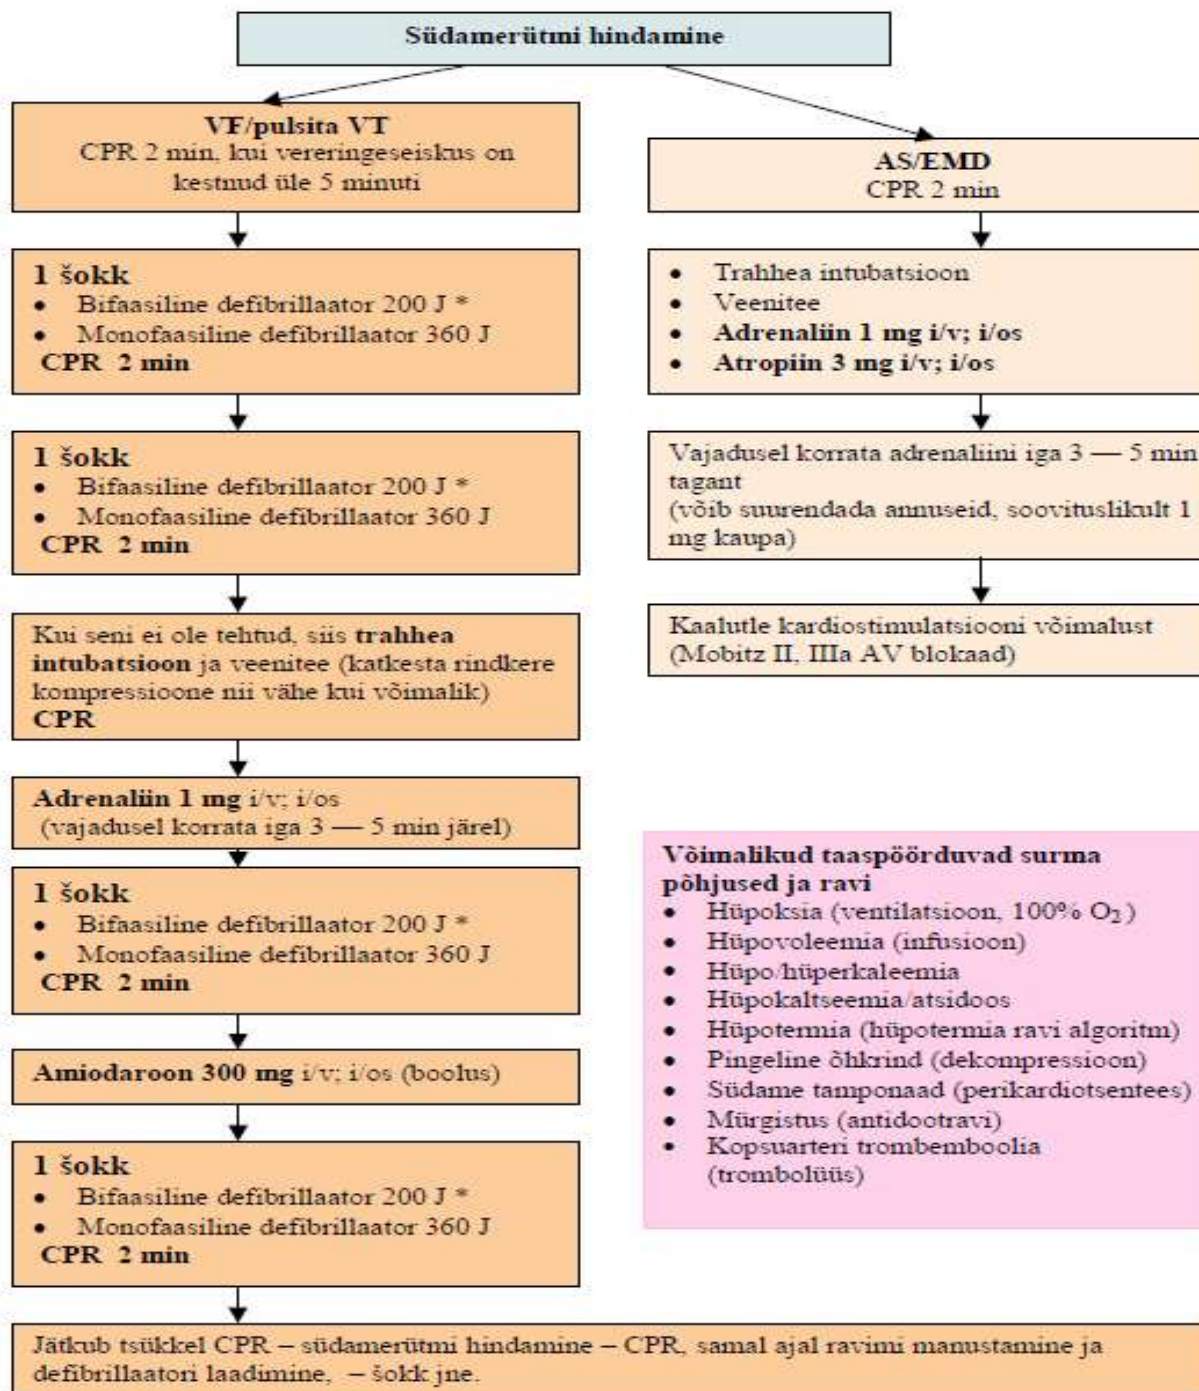 Südamerütmi hindamine
VF/pulsita VT
CPR 2 min, kui vereringeseiskus on
kestnud üle 5 minuti
1 šokk
• Bifaasiline defibrillaator 200 J *
• Monofaasiline defibrillaator 360 J
CPR 2 min
1 šokk
• Bifaasiline defibrillaator 200 J *
• Monofaasiline defibrillaator 360 J
CPR 2 min
Kui seni ei ole tehtud, siis trahhea
intubatsioon ja veenitee (katkesta rindkere
kompressioone nii vähe kui võimalik)
CPR
Adrenaliin 1 mg i/v; i/os
(vajadusel korrata iga 3 — 5 min järel)
1 šokk
• Bifaasiline defibrillaator 200 J *
• Monofaasiline defibrillaator 360 J
CPR 2 min
Amiodaroon 300 mg i/v; i/os (boolus)
1 šokk
• Bifaasiline defibrillaator 200 J *
• Monofaasiline defibrillaator 360 J
CPR 2 min
AS/EMD
CPR 2 min
• Trahhea intubatsioon
• Veenitee
• Adrenaliin 1 mg i/v; i/os
• Atropiin 3 mg i/v; i/os
Vajadusel korrata adrenaliini iga 3 — 5 min
tagant
(võib suurendada annuseid, soovituslikult 1
mg kaupa)
Kaalutle kardiostimulatsiooni võimalust
(Mobitz II, IIIa AV blokaad)
Võimalikud taaspöörduvad surma
põhjused ja ravi
• Hüpoksia (ventilatsioon, 100% O₂ )
• Hüpovoleemia (infusioon)
• Hüpo/hüperkaleemia
• Hüpokaltseemia/atsidoos
• Hüpotermia (hüpotermia ravi algoritm)
• Pingeline õhkrind (dekompressioon)
• Südame tamponaad (perikardiotsentees)
• Mürgistus (antidootravi)
• Kopsuarteri trombemboolia
(trombolüüs)
Jätkub tsükkel CPR – südamerütmi hindamine – CPR, samal ajal ravimi manustamine ja
defibrillaatori laadimine, – šokk jne.